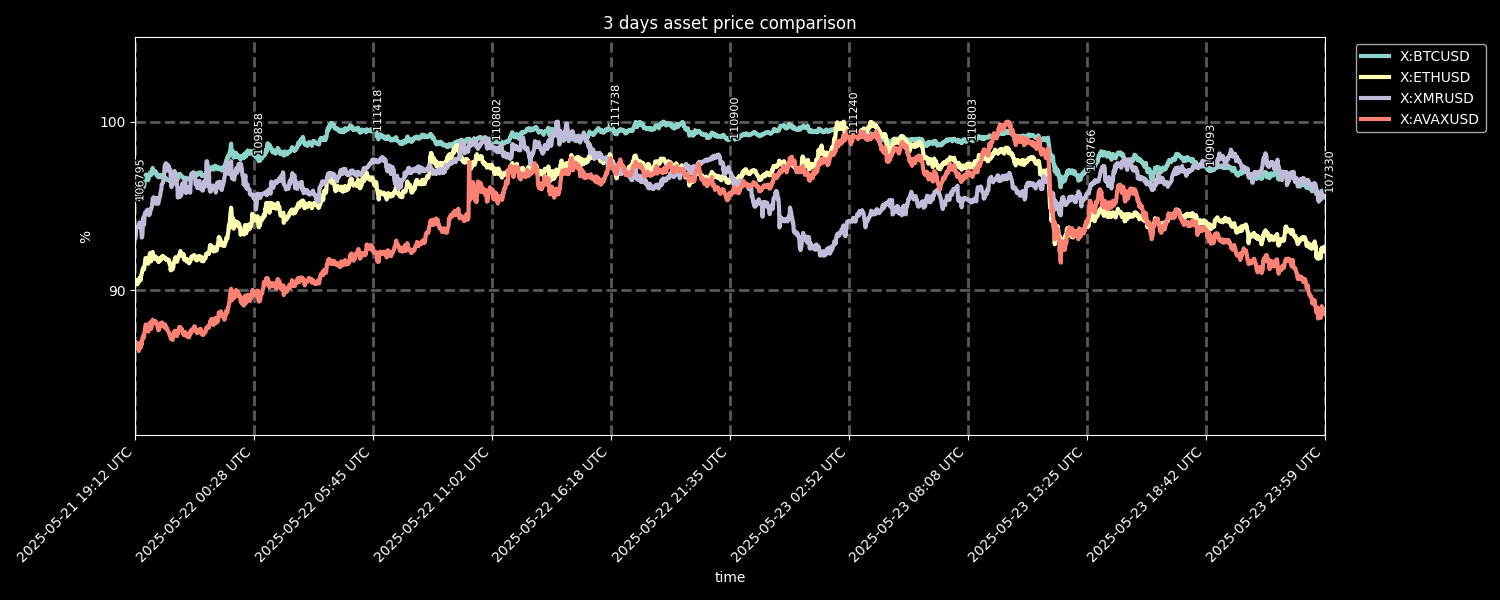 3 days asset price comparison
X:BTCUSD
X:ETHUSD
X:XMRUSD
X:AVAXUSD
%
100
90
106795
109858
111418
110802
111738
110900
111240
110803
108766
109093
107330
2025-05-21 19:12 UTC
2025-05-22 00:28 UTC
2025-05-22 05:45 UTC
2025-05-22 11:02 UTC
2025-05-22 16:18 UTC
2025-05-22 21:35 UTC
2025-05-23 02:52 UTC
2025-05-23 08:08 UTC
2025-05-23 13:25 UTC
2025-05-23 18:42 UTC
2025-05-23 23:59 UTC
time